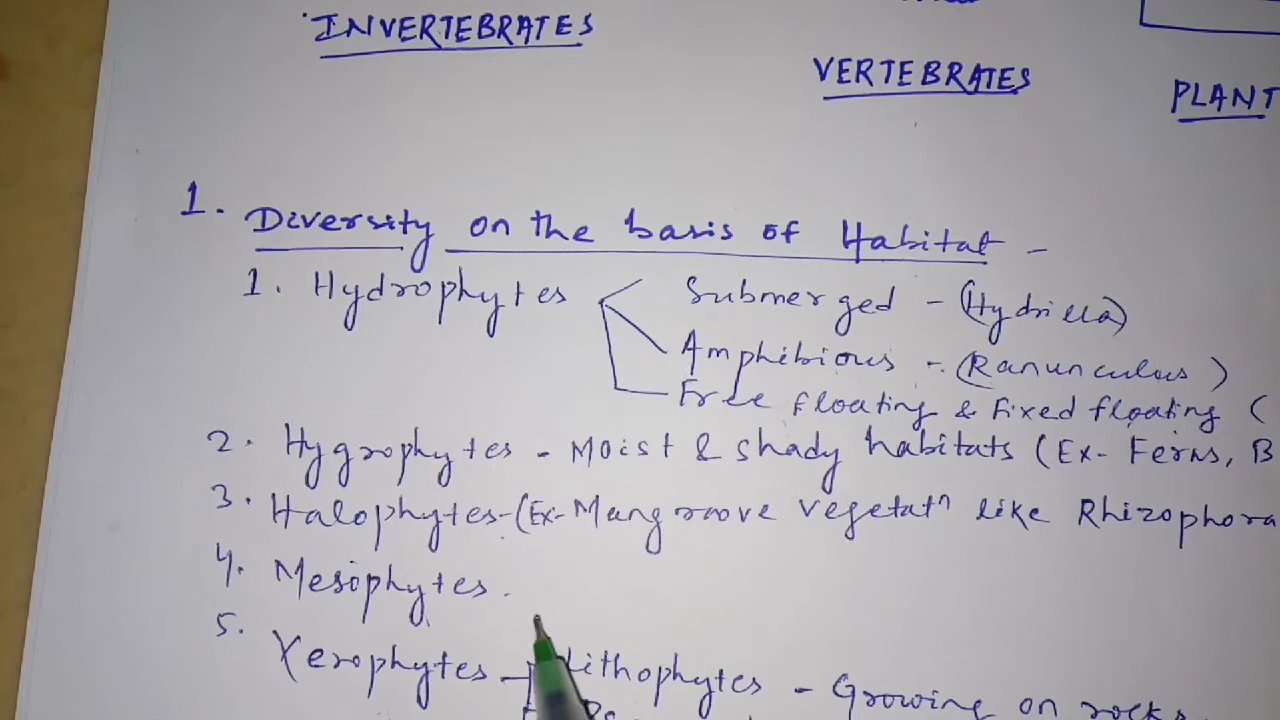 INVERTEBRATES
VERTEBRATES
PLANT
1. Diversity on the basis of Habitat -
1. Hydrophytes
Submerged - (Hydrilla)
Amphibious - (Ranunculus)
Free floating & Fixed floating (
2. Hygrophytes - Moist & shady habitats (Ex- Ferns, B
3. Halophytes - (Ex- Mangroove vegetatn like Rhizophora
4. Mesophytes.
5. Xerophytes - Lithophytes - Growing on rocks